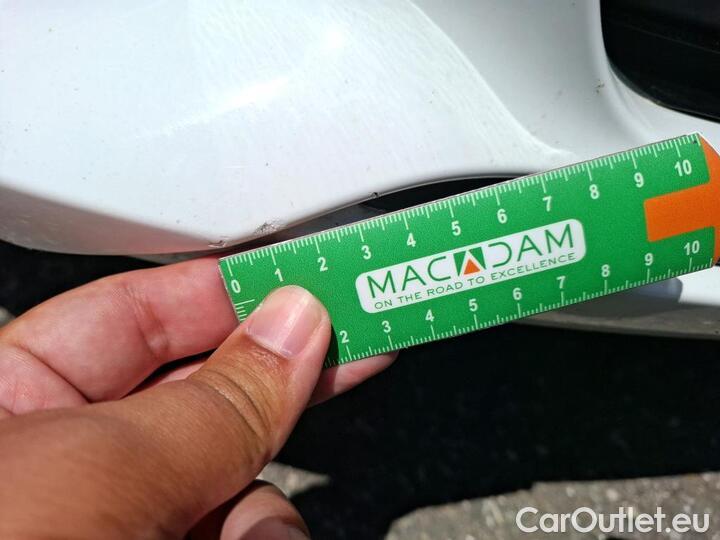 0 1 2 3 4 5 6 7 8 9 10
MACADAM
ON THE ROAD TO EXCELLENCE
2 3 4 5 6 7 8 9 10
CarOutlet.eu